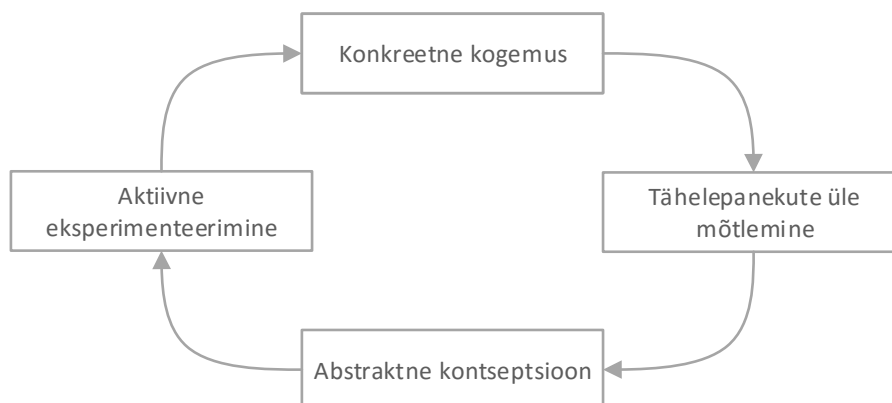 Konkreetne kogemus
Aktiivne
eksperimenteerimine
Tähelepanekute üle
mõtlemine
Abstraktne kontseptsioon